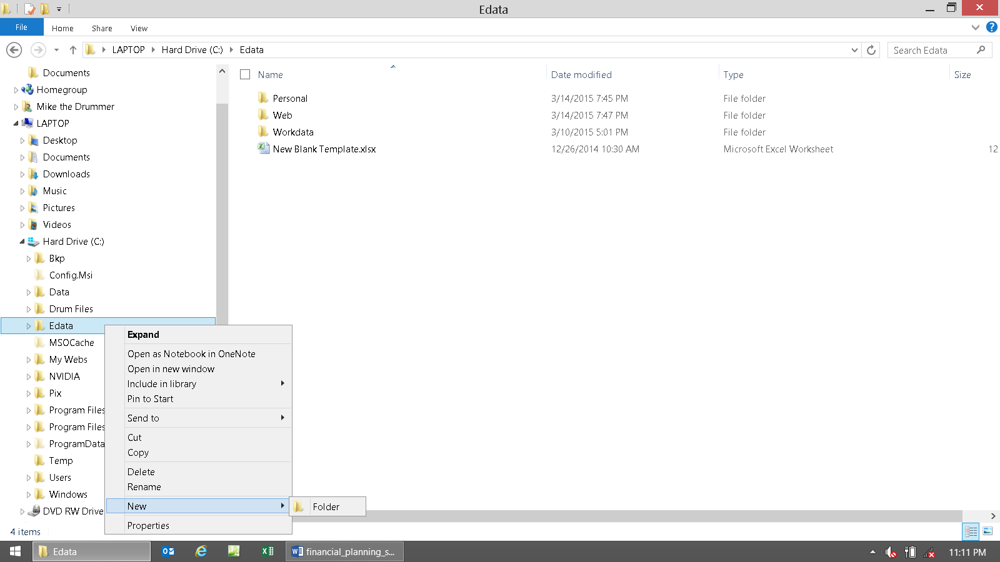 Edata
File Home Share View
LAPTOP Hard Drive (C:) Edata
Search Edata
Documents
Homegroup
Mike the Drummer
LAPTOP
Desktop
Documents
Downloads
Music
Pictures
Videos
Hard Drive (C:)
Bkp
Config.Msi
Data
Drum Files
Edata
MSOCache
My Webs
NVIDIA
Pix
Program Files
Program Files
ProgramData
Temp
Users
Windows
DVD RW Drive
Name Date modified Type Size
Personal 3/14/2015 7:45 PM File folder
Web 3/14/2015 7:47 PM File folder
Workdata 3/10/2015 5:01 PM File folder
New Blank Template.xlsx 12/26/2014 10:30 AM Microsoft Excel Worksheet 12
Expand
Open as Notebook in OneNote
Open in new window
Include in library
Pin to Start
Send to
Cut
Copy
Delete
Rename
New
Folder
Properties
4 items
Edata
financial_planning_s...
11:11 PM